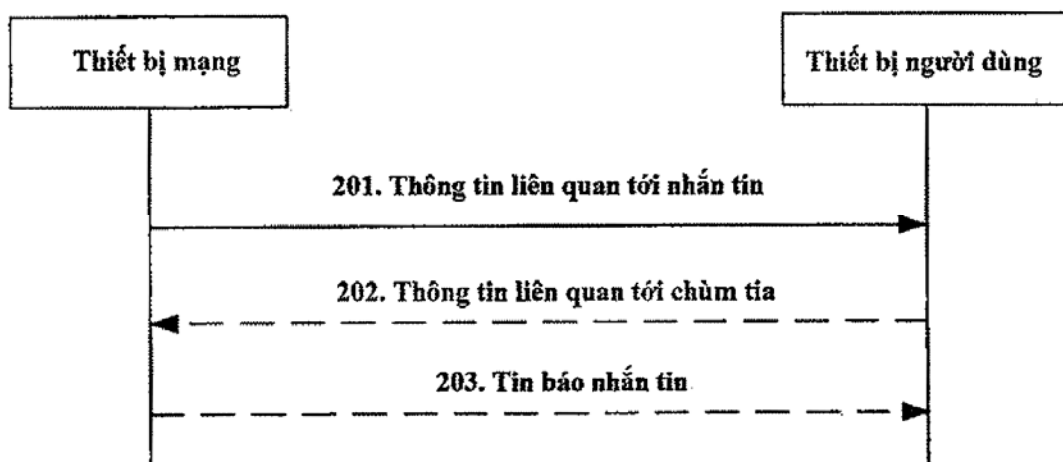 Thiết bị mạng
Thiết bị người dùng
201. Thông tin liên quan tới nhắn tin
202. Thông tin liên quan tới chùm tia
203. Tin báo nhắn tin